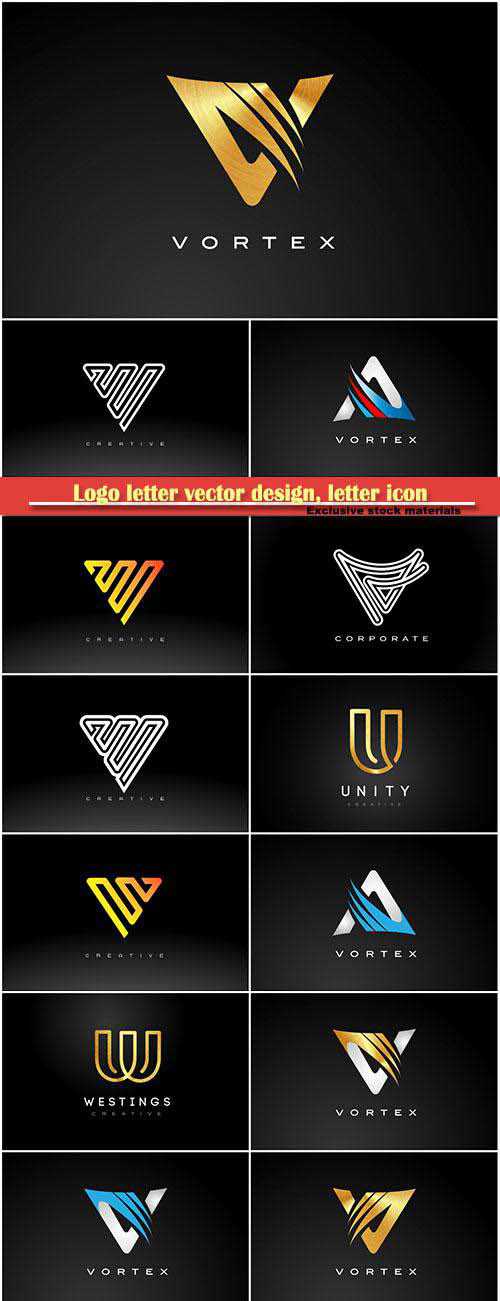 VORTEX
CREATIVE
VORTEX
Logo letter vector design, letter icon
Exclusive stock materials
CREATIVE
CORPORATE
CREATIVE
UNITY
CREATIVE
CREATIVE
VORTEX
WESTINGS
CREATIVE
VORTEX
VORTEX
VORTEX